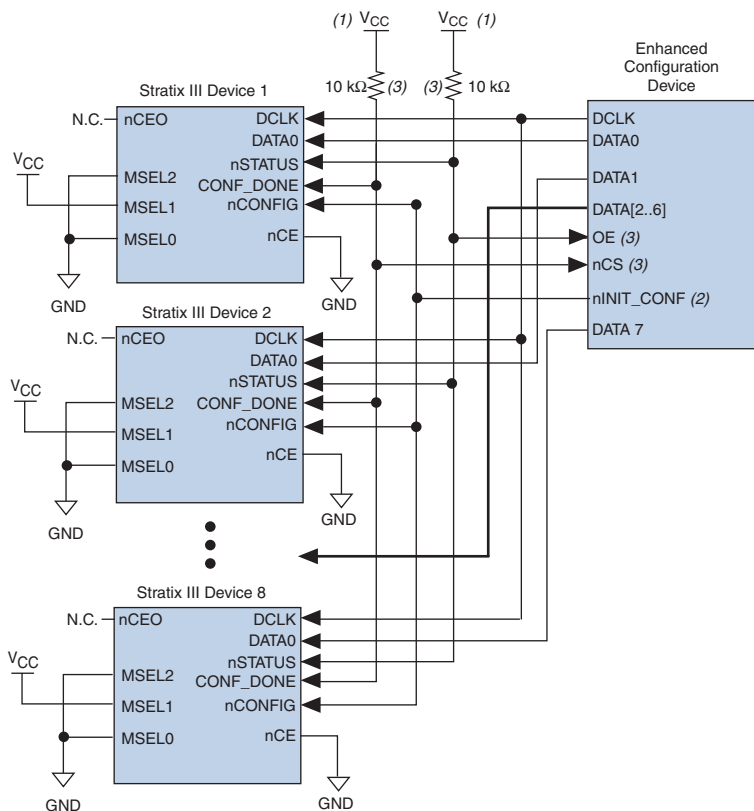 (1) VCC
VCC (1)
10 kΩ (3)
(3) 10 kΩ
Enhanced
Configuration
Device
DCLK
DATA0
DATA1
DATA[2..6]
OE (3)
nCS (3)
nINIT_CONF (2)
DATA 7
Stratix III Device 1
N.C.
nCEO
DCLK
DATA0
nSTATUS
CONF_DONE
nCONFIG
nCE
VCC
MSEL2
MSEL1
MSEL0
GND
GND
Stratix III Device 2
N.C.
nCEO
DCLK
DATA0
nSTATUS
CONF_DONE
nCONFIG
nCE
VCC
MSEL2
MSEL1
MSEL0
GND
GND
Stratix III Device 8
N.C.
nCEO
DCLK
DATA0
nSTATUS
CONF_DONE
nCONFIG
nCE
VCC
MSEL2
MSEL1
MSEL0
GND
GND